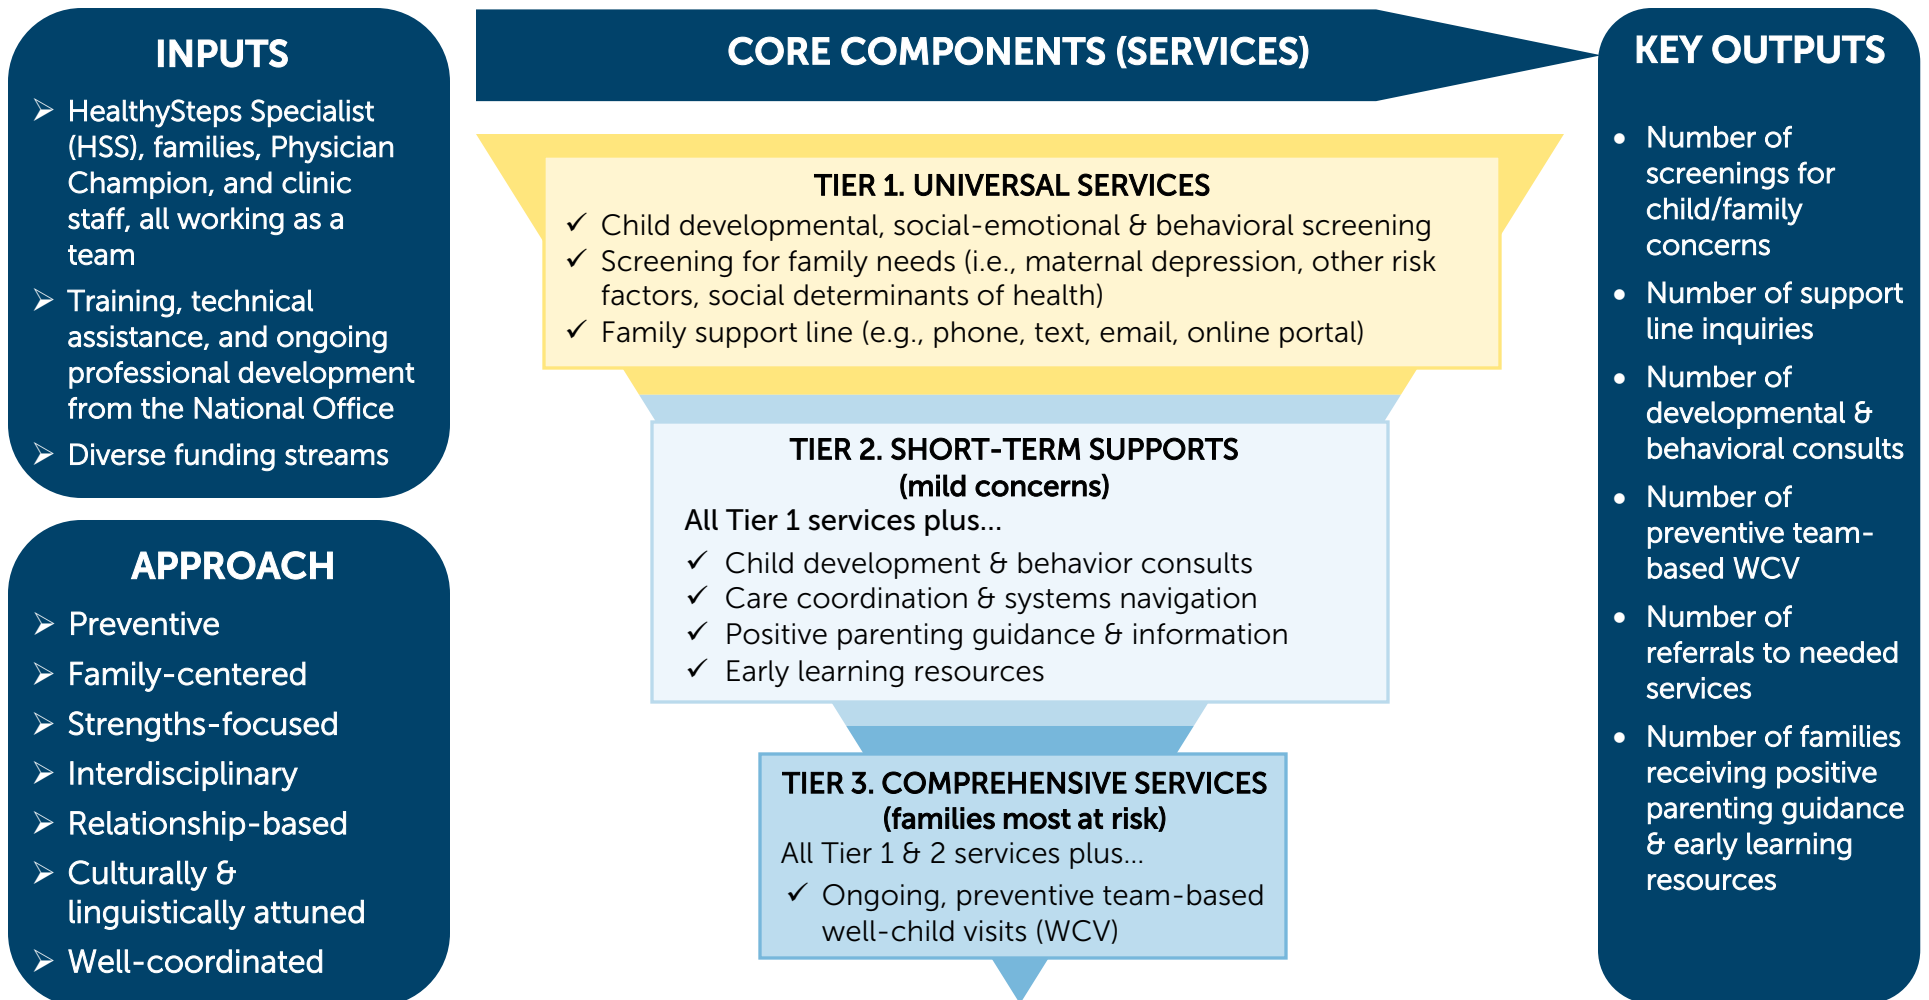 INPUTS
HealthySteps Specialist
(HSS), families, Physician
Champion, and clinic
staff, all working as a
team
Training, technical
assistance, and ongoing
professional development
from the National Office
Diverse funding streams
APPROACH
Preventive
Family-centered
Strengths-focused
Interdisciplinary
Relationship-based
Culturally &
linguistically attuned
Well-coordinated
CORE COMPONENTS (SERVICES)
TIER 1. UNIVERSAL SERVICES
✓ Child developmental, social-emotional & behavioral screening
✓ Screening for family needs (i.e., maternal depression, other risk
factors, social determinants of health)
✓ Family support line (e.g., phone, text, email, online portal)
TIER 2. SHORT-TERM SUPPORTS
(mild concerns)
All Tier 1 services plus...
✓ Child development & behavior consults
✓ Care coordination & systems navigation
✓ Positive parenting guidance & information
✓ Early learning resources
TIER 3. COMPREHENSIVE SERVICES
(families most at risk)
All Tier 1 & 2 services plus...
✓ Ongoing, preventive team-based
well-child visits (WCV)
KEY OUTPUTS
• Number of
screenings for
child/family
concerns
• Number of support
line inquiries
• Number of
developmental &
behavioral consults
• Number of
preventive team-
based WCV
• Number of
referrals to needed
services
• Number of families
receiving positive
parenting guidance
& early learning
resources